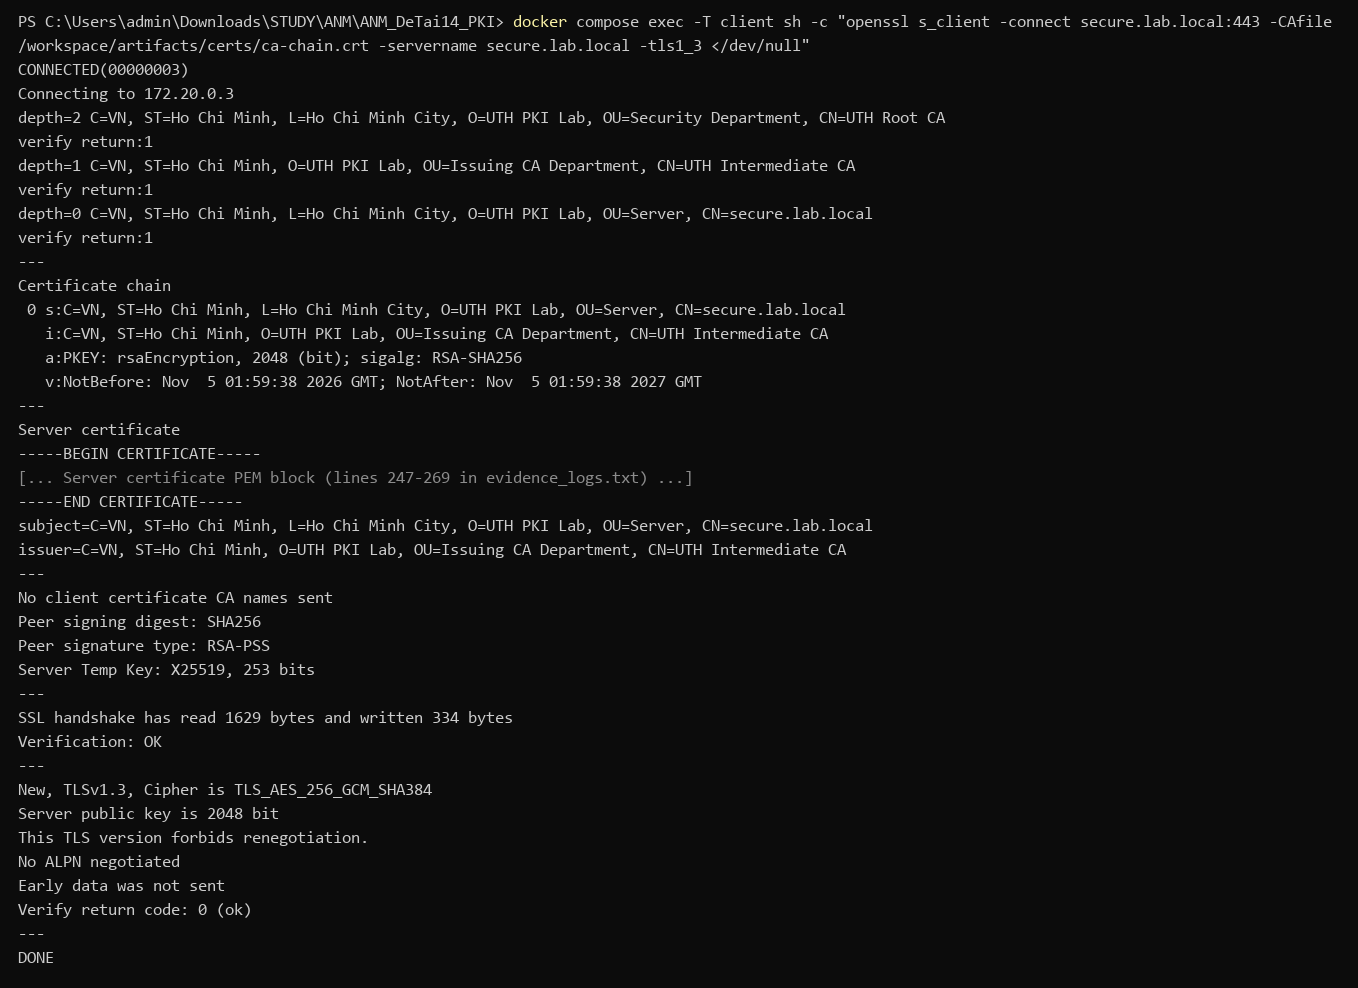 PS C:\Users\admin\Downloads\STUDY\ANM\ANM_DeTai14_PKI> docker compose exec -T client sh -c "openssl s_client -connect secure.lab.local:443 -CAfile
/workspace/artifacts/certs/ca-chain.crt -servername secure.lab.local -tls1_3 </dev/null"
CONNECTED(00000003)
Connecting to 172.20.0.3
depth=2 C=VN, ST=Ho Chi Minh, L=Ho Chi Minh City, O=UTH PKI Lab, OU=Security Department, CN=UTH Root CA
verify return:1
depth=1 C=VN, ST=Ho Chi Minh, O=UTH PKI Lab, OU=Issuing CA Department, CN=UTH Intermediate CA
verify return:1
depth=0 C=VN, ST=Ho Chi Minh, L=Ho Chi Minh City, O=UTH PKI Lab, OU=Server, CN=secure.lab.local
verify return:1
---
Certificate chain
 0 s:C=VN, ST=Ho Chi Minh, L=Ho Chi Minh City, O=UTH PKI Lab, OU=Server, CN=secure.lab.local
   i:C=VN, ST=Ho Chi Minh, O=UTH PKI Lab, OU=Issuing CA Department, CN=UTH Intermediate CA
   a:PKEY: rsaEncryption, 2048 (bit); sigalg: RSA-SHA256
   v:NotBefore: Nov  5 01:59:38 2026 GMT; NotAfter: Nov  5 01:59:38 2027 GMT
---
Server certificate
-----BEGIN CERTIFICATE-----
[... Server certificate PEM block (lines 247-269 in evidence_logs.txt) ...]
-----END CERTIFICATE-----
subject=C=VN, ST=Ho Chi Minh, L=Ho Chi Minh City, O=UTH PKI Lab, OU=Server, CN=secure.lab.local
issuer=C=VN, ST=Ho Chi Minh, O=UTH PKI Lab, OU=Issuing CA Department, CN=UTH Intermediate CA
---
No client certificate CA names sent
Peer signing digest: SHA256
Peer signature type: RSA-PSS
Server Temp Key: X25519, 253 bits
---
SSL handshake has read 1629 bytes and written 334 bytes
Verification: OK
---
New, TLSv1.3, Cipher is TLS_AES_256_GCM_SHA384
Server public key is 2048 bit
This TLS version forbids renegotiation.
No ALPN negotiated
Early data was not sent
Verify return code: 0 (ok)
---
DONE